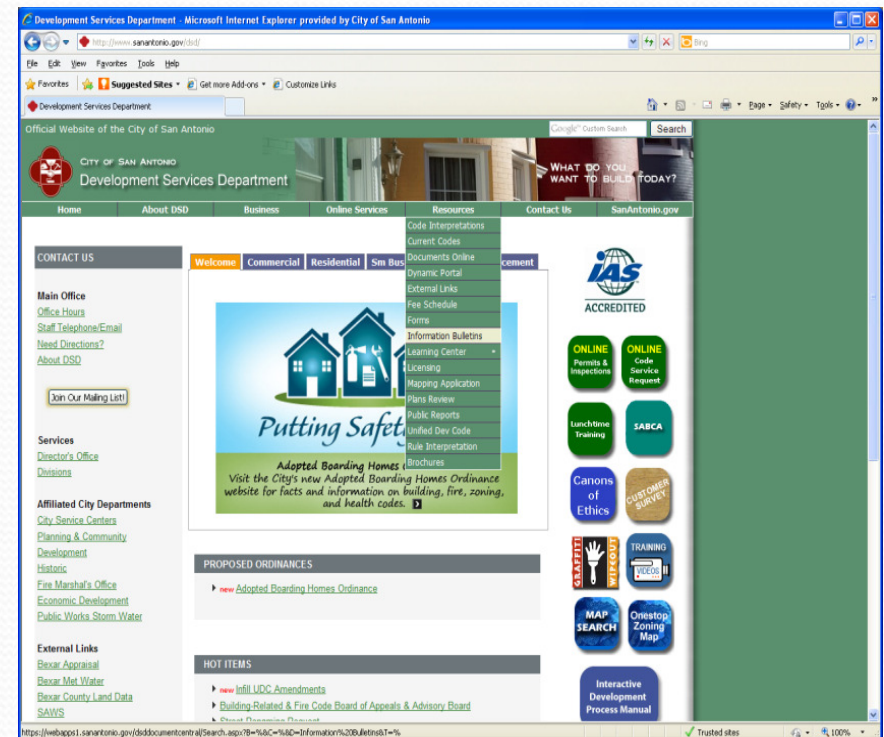 Development Services Department - Microsoft Internet Explorer provided by City of San Antonio
http://www.sanantonio.gov/dsd/
Bing
File Edit View Favorites Tools Help
Favorites Suggested Sites Get more Add-ons Customize Links
Development Services Department
Page Safety Tools
Official Website of the City of San Antonio
Google™ Custom Search
Search
CITY OF SAN ANTONIO
Development Services Department
WHAT DO YOU
WANT TO BUILD TODAY?
Home About DSD Business Online Services Resources Contact Us SanAntonio.gov
Code Interpretations
Current Codes
Documents Online
Dynamic Portal
External Links
Fee Schedule
Forms
Information Bulletins
Learning Center
Licensing
Mapping Application
Plans Review
Public Reports
Unified Dev Code
Rule Interpretation
Brochures
CONTACT US
Main Office
Office Hours
Staff Telephone/Email
Need Directions?
About DSD
Join Our Mailing List!
Services
Director's Office
Divisions
Affiliated City Departments
City Service Centers
Planning & Community
Development
Historic
Fire Marshal's Office
Economic Development
Public Works Storm Water
External Links
Bexar Appraisal
Bexar Met Water
Bexar County Land Data
SAWS
Welcome Commercial Residential Sm Bus cement
Putting Safet
Adopted Boarding Homes
Visit the City's new Adopted Boarding Homes Ordinance
website for facts and information on building, fire, zoning,
and health codes.
PROPOSED ORDINANCES
new Adopted Boarding Homes Ordinance
HOT ITEMS
new Infill UDC Amendments
Building-Related & Fire Code Board of Appeals & Advisory Board
IAS
ACCREDITED
ONLINE
Permits &
Inspections
ONLINE
Code
Service
Request
Lunchtime
Training
SABCA
Canons
of
Ethics
CUSTOMER
SURVEY
GRAFFITI
WIPEOUT
TRAINING
VIDEOS
MAP
SEARCH
Onestop
Zoning
Map
Interactive
Development
Process Manual
https://webapps1.sanantonio.gov/dsddocumentcentral/Search.aspx?B=%&C=%&D=Information%20Bulletins&T=%
Trusted sites
100%